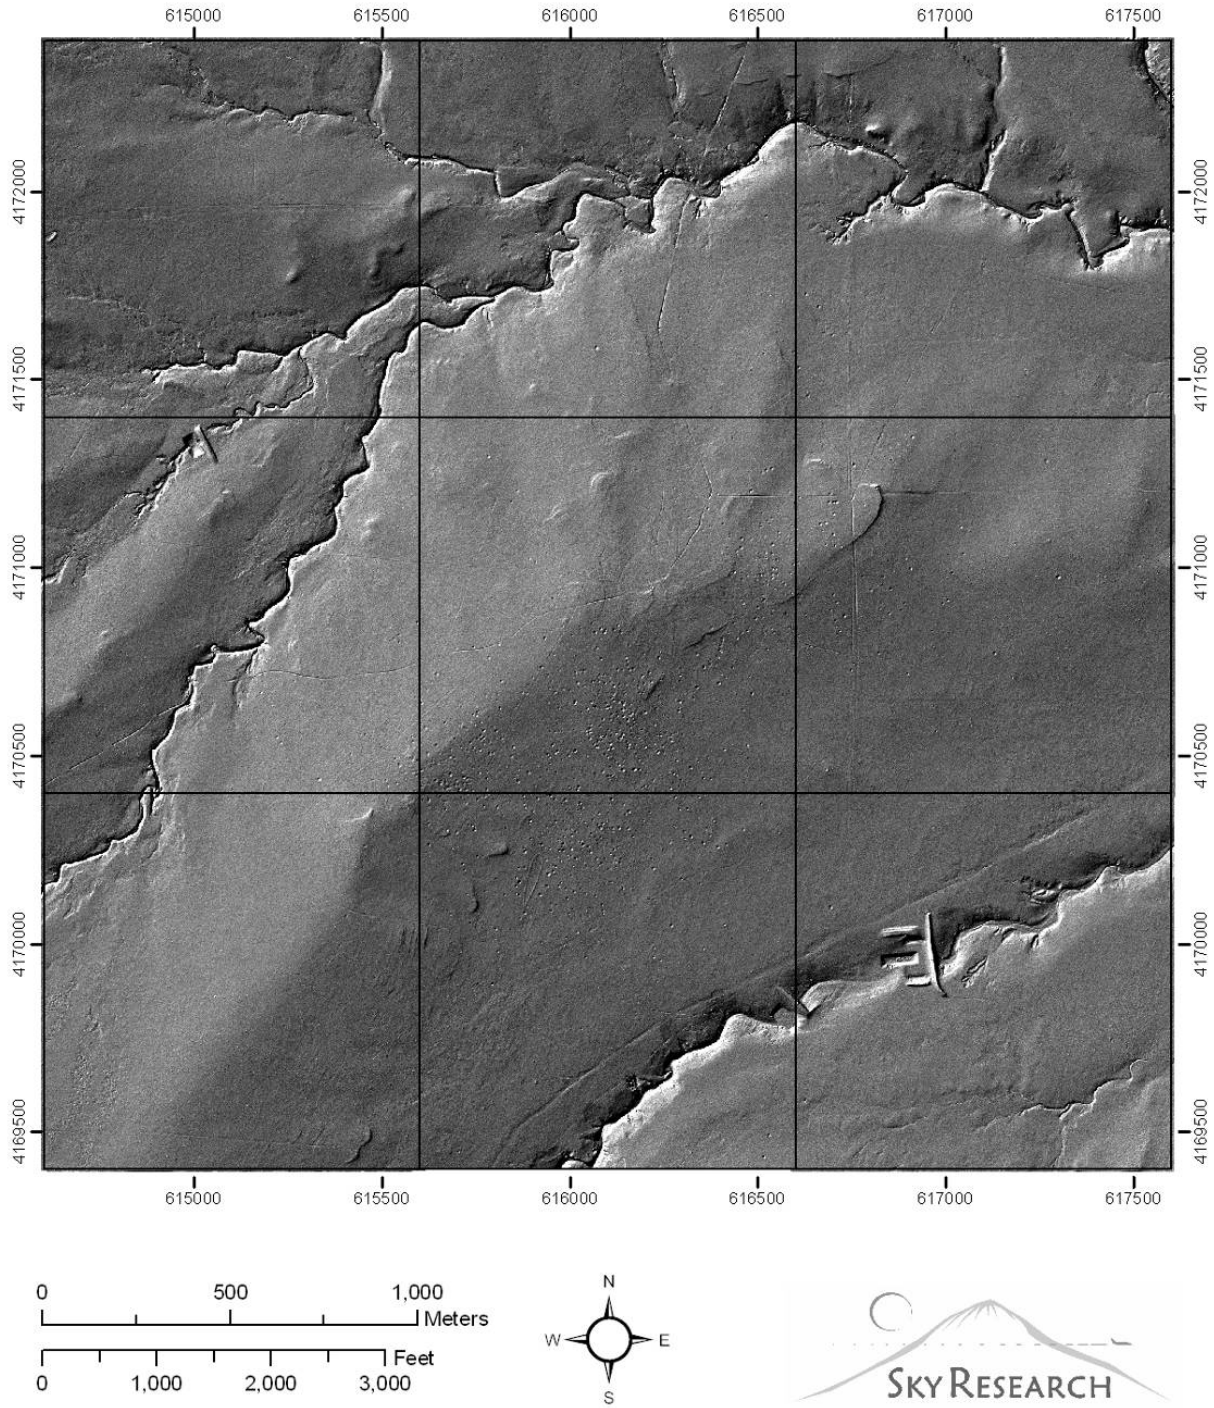 615000 615500 616000 616500 617000 617500
4172000 4172000
4171500 4171500
4171000 4171000
4170500 4170500
4170000 4170000
4169500 4169500
615000 615500 616000 616500 617000 617500
0 500 1,000
Meters
Feet
0 1,000 2,000 3,000
N
W E
S
SKY RESEARCH